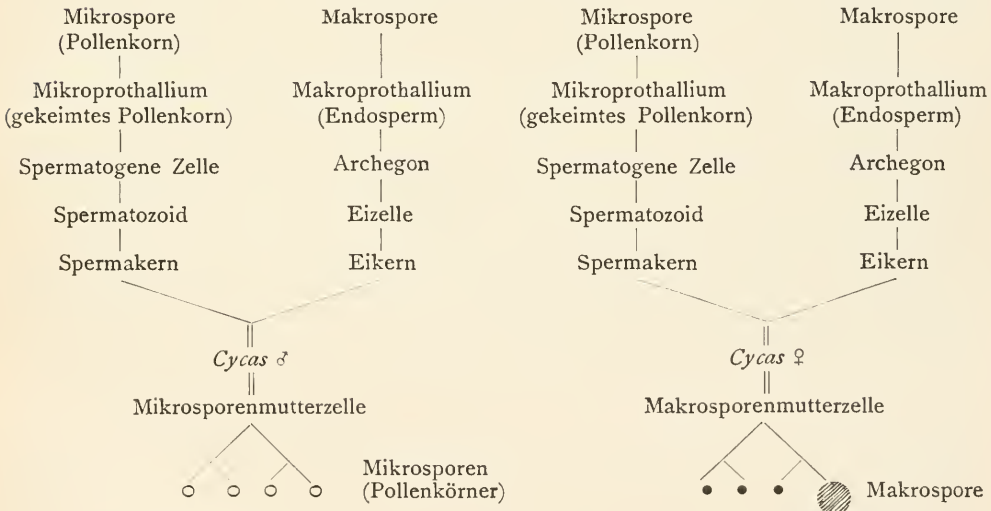 Mikrospore
(Pollenkorn)
Mikroprothallium
(gekeimtes Pollenkorn)
Spermatogene Zelle
Spermatozoid
Spermakern
Makrospore
Makroprothallium
(Endosperm)
Archegon
Eizelle
Eikern
Cycas ♂
Mikrosporenmutterzelle
Mikrosporen
(Pollenkörner)
Mikrospore
(Pollenkorn)
Mikroprothallium
(gekeimtes Pollenkorn)
Spermatogene Zelle
Spermatozoid
Spermakern
Makrospore
Makroprothallium
(Endosperm)
Archegon
Eizelle
Eikern
Cycas ♀
Makrosporenmutterzelle
Makrospore